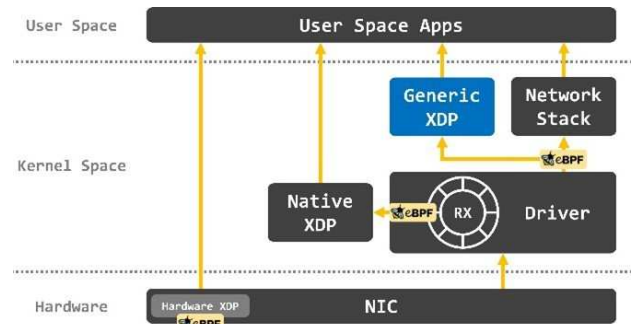 User Space
User Space Apps
Generic
XDP
Network
Stack
eBPF
Kernel Space
Native
XDP
eBPF
RX
Driver
Hardware
Hardware XDP
NIC
eBPF